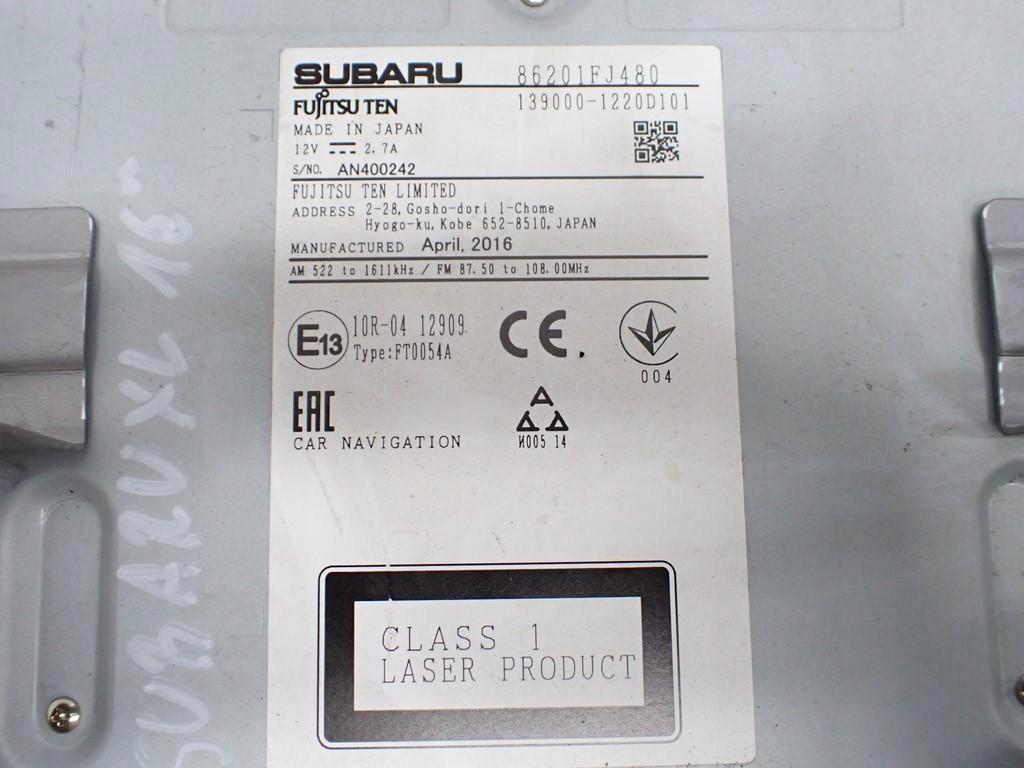 SUBARU 86201FJ480
FUJITSU TEN 139000-1220D101
MADE IN JAPAN
12V 2.7A
S/NO. AN400242
FUJITSU TEN LIMITED
ADDRESS 2-28, Gosho-dori 1-Chome
Hyogo-ku, Kobe 652-8510, JAPAN
MANUFACTURED April, 2016
AM 522 to 1611kHz / FM 87.50 to 108.00MHz
E13 10R-04 12909
Type:FT0054A
CE
004
EAC
CAR NAVIGATION
И005 14
CLASS 1
LASER PRODUCT
XV 16